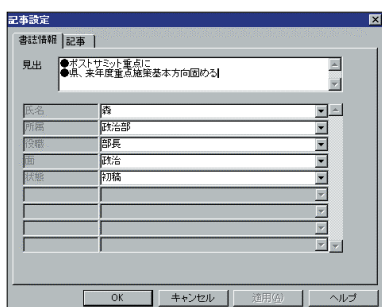 記事設定
書誌情報 記事
見出 ●ポストサミット重点に
●県、来年度重点施策基本方向固める
氏名 森
所属 政治部
役職 部長
面 政治
状態 初稿
OK キャンセル 適用(A) ヘルプ